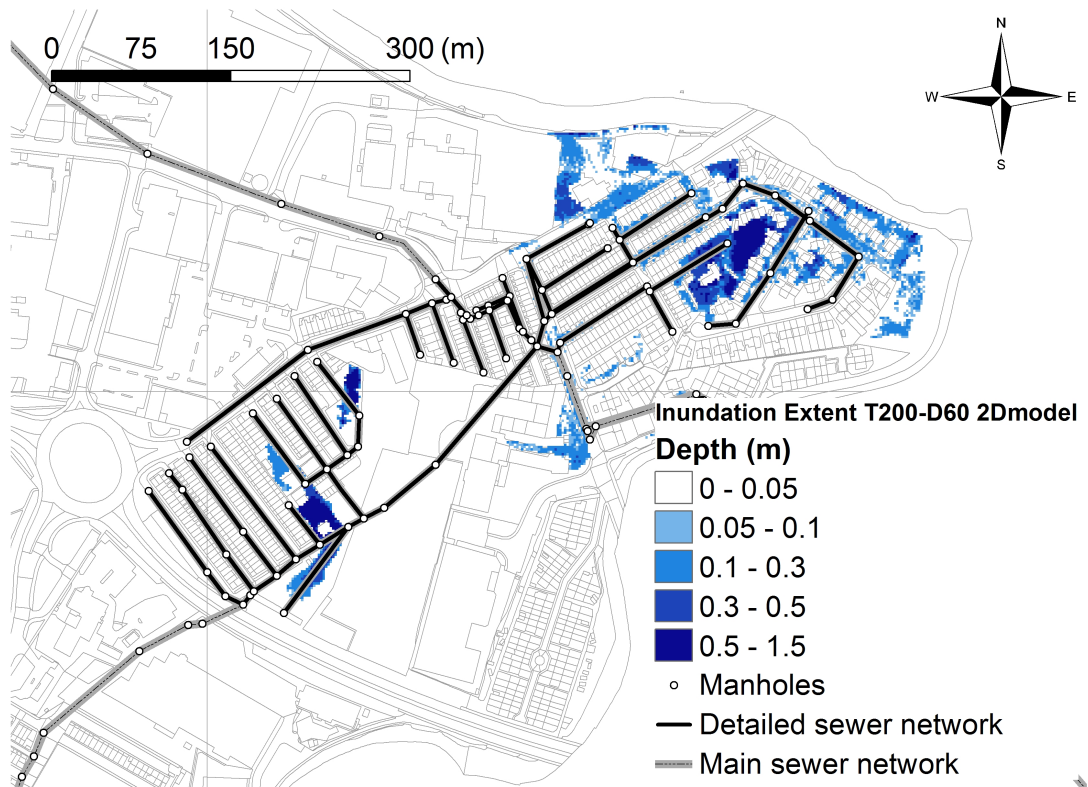 0 75 150 300 (m)
N
W E
S
Inundation Extent T200-D60 2Dmodel
Depth (m)
0 - 0.05
0.05 - 0.1
0.1 - 0.3
0.3 - 0.5
0.5 - 1.5
Manholes
Detailed sewer network
Main sewer network